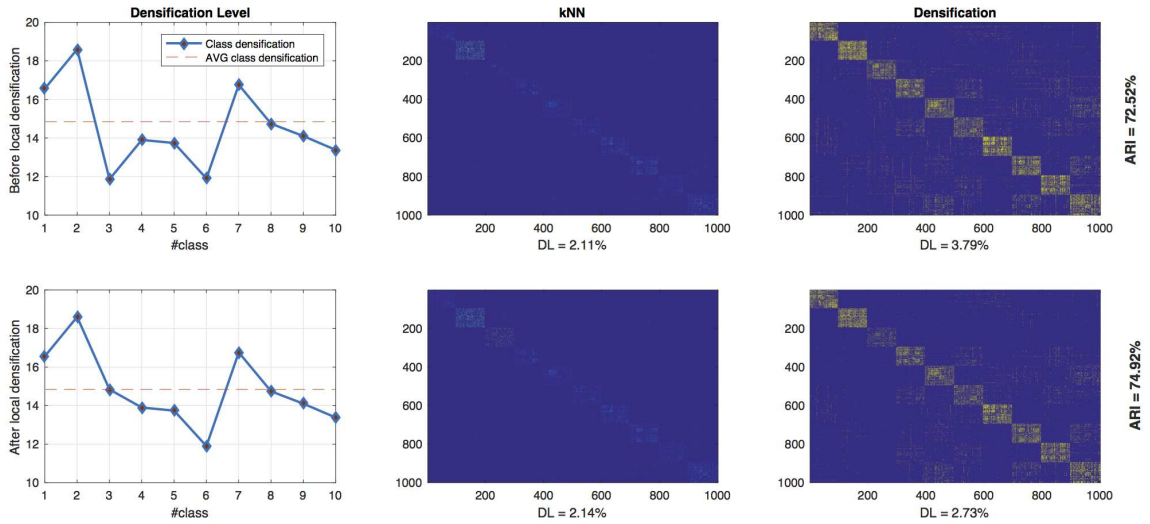 Densification Level
Before local densification
20
18
16
14
12
10
Class densification
AVG class densification
1 2 3 4 5 6 7 8 9 10
#class
kNN
200
400
600
800
1000
200 400 600 800 1000
DL = 2.11%
Densification
200
400
600
800
1000
200 400 600 800 1000
DL = 3.79%
ARI = 72.52%
After local densification
20
18
16
14
12
10
1 2 3 4 5 6 7 8 9 10
#class
200
400
600
800
1000
200 400 600 800 1000
DL = 2.14%
200
400
600
800
1000
200 400 600 800 1000
DL = 2.73%
ARI = 74.92%